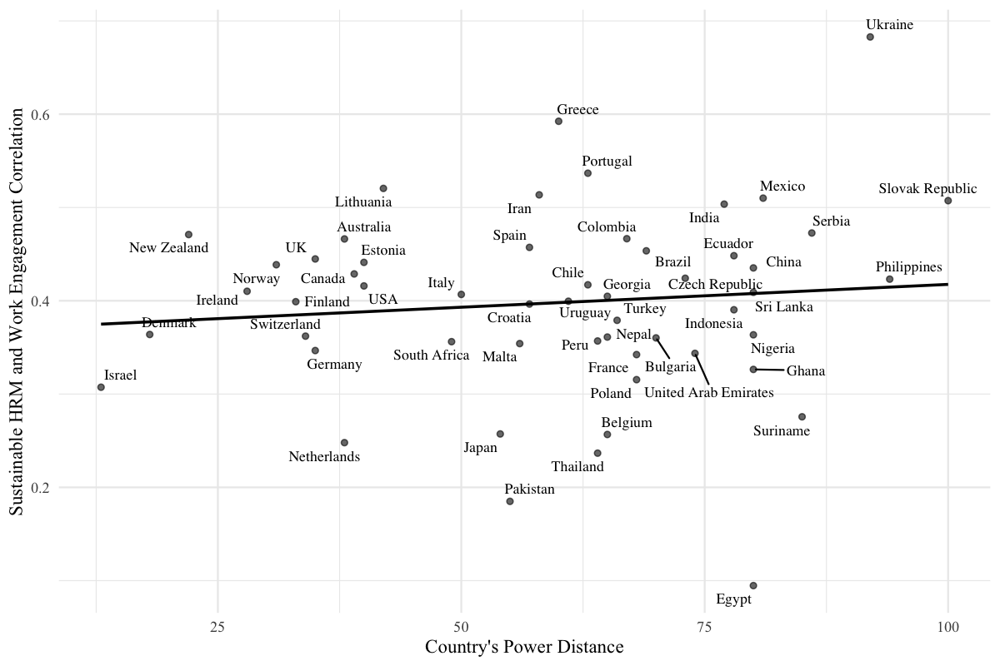 Ukraine
0.6
Greece
Portugal
Mexico
Slovak Republic
Lithuania
Iran
India
Serbia
Australia
Spain
Colombia
New Zealand
UK
Estonia
Ecuador
Brazil
China
Philippines
Norway
Canada
Italy
Chile
Georgia
Czech Republic
0.4
Ireland
Finland
USA
Croatia
Uruguay
Turkey
Sri Lanka
Denmark
Switzerland
Indonesia
Nepal
Israel
Germany
South Africa
Malta
Peru
France
Bulgaria
Nigeria
Ghana
Poland
United Arab Emirates
Netherlands
Japan
Belgium
Suriname
Thailand
0.2
Pakistan
Egypt
25
50
75
100
Country's Power Distance
Sustainable HRM and Work Engagement Correlation